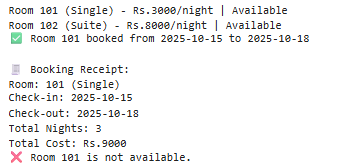 Room 101 (Single) - Rs.3000/night | Available
Room 102 (Suite) - Rs.8000/night | Available
✅ Room 101 booked from 2025-10-15 to 2025-10-18

🧾 Booking Receipt:
Room: 101 (Single)
Check-in: 2025-10-15
Check-out: 2025-10-18
Total Nights: 3
Total Cost: Rs.9000
❌ Room 101 is not available.